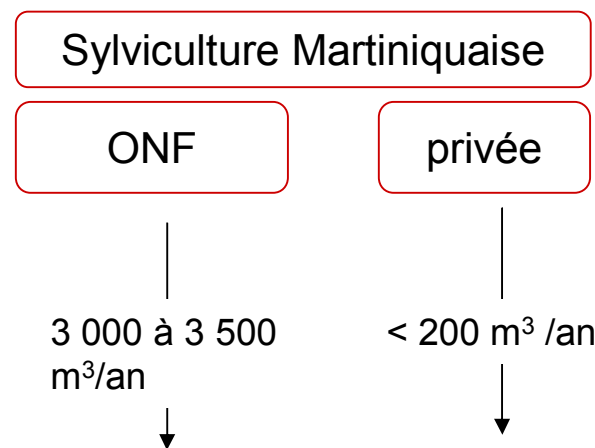 Sylviculture Martiniquaise
ONF
privée
3 000 à 3 500
m³/an
< 200 m³ /an